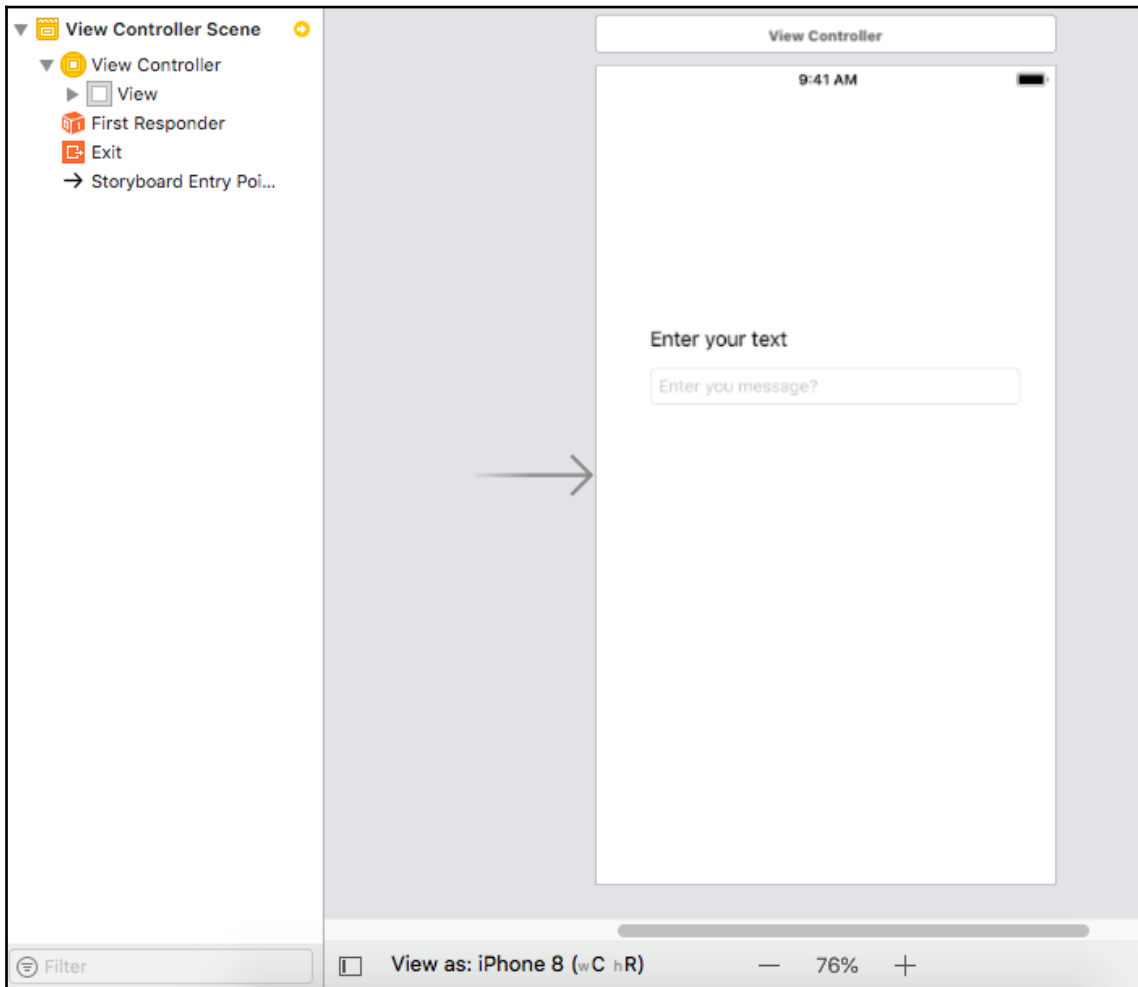 View Controller Scene
View Controller
View
First Responder
Exit
Storyboard Entry Poi...
Filter
View Controller
9:41 AM
Enter your text
Enter you message?
View as: iPhone 8 (wC hR)
76%